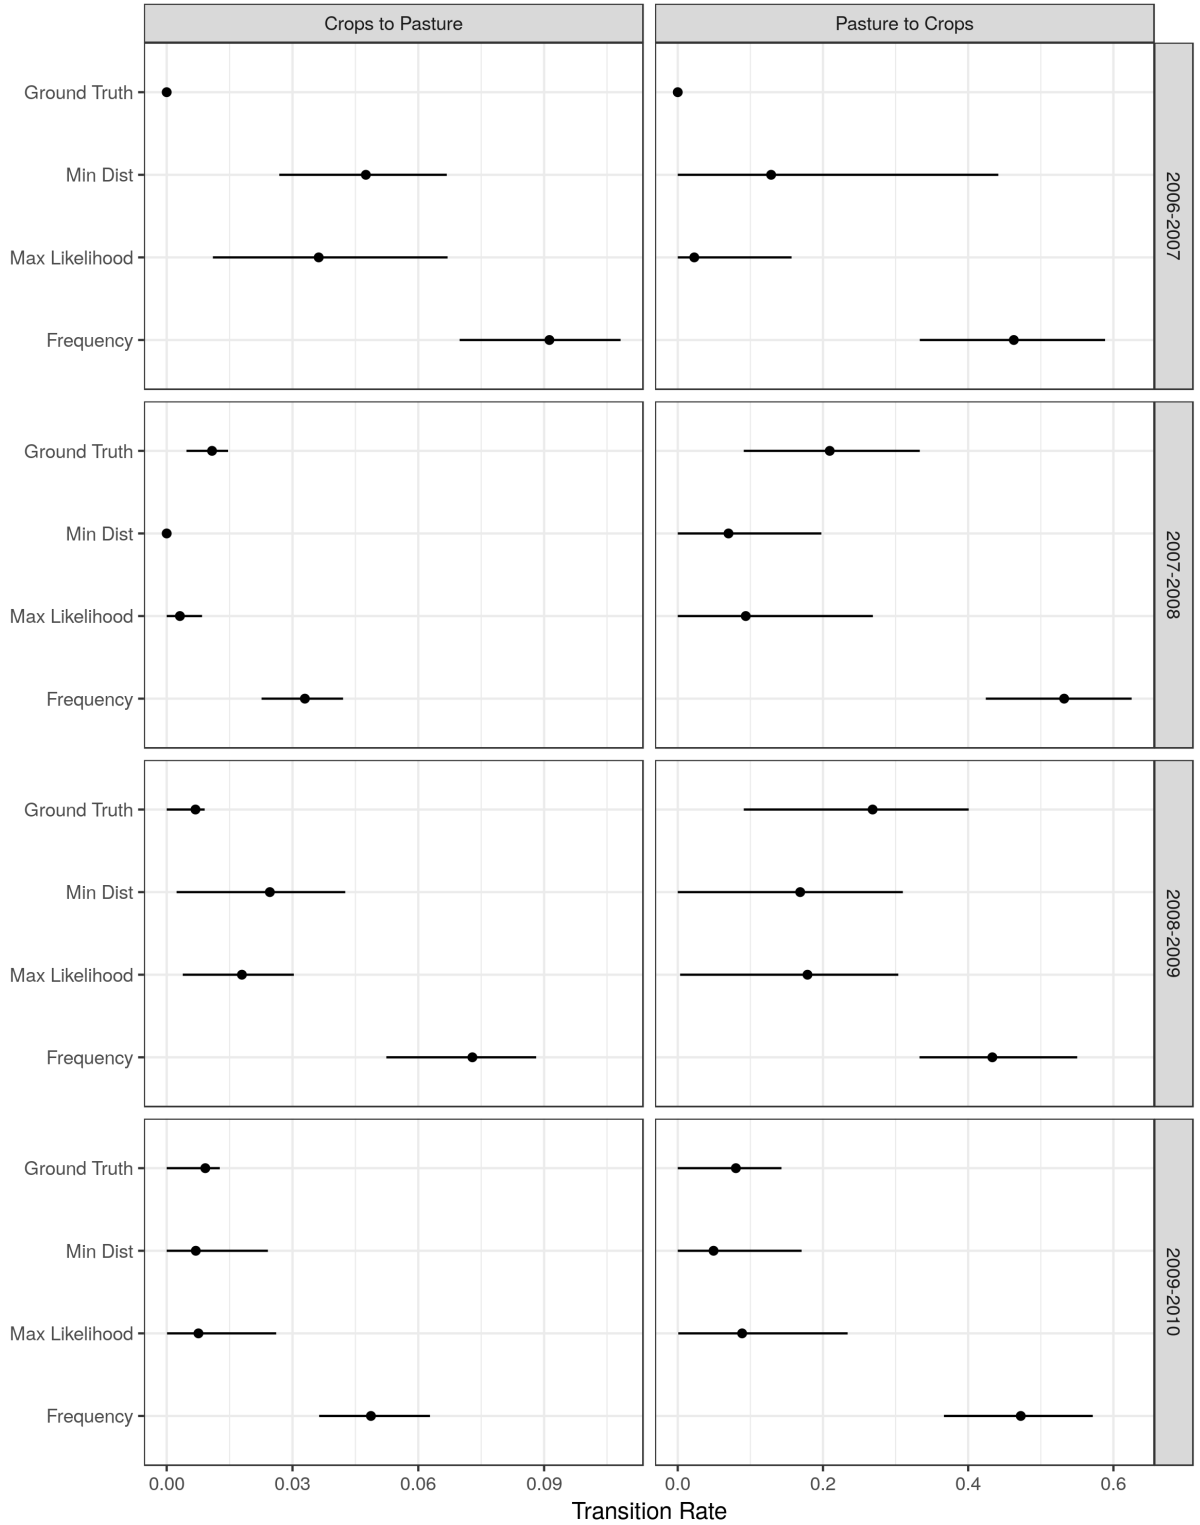 Crops to Pasture
Pasture to Crops
Ground Truth
Min Dist
Max Likelihood
Frequency
2006-2007
Ground Truth
Min Dist
Max Likelihood
Frequency
2007-2008
Ground Truth
Min Dist
Max Likelihood
Frequency
2008-2009
Ground Truth
Min Dist
Max Likelihood
Frequency
2009-2010
0.00 0.03 0.06 0.09
0.0 0.2 0.4 0.6
Transition Rate